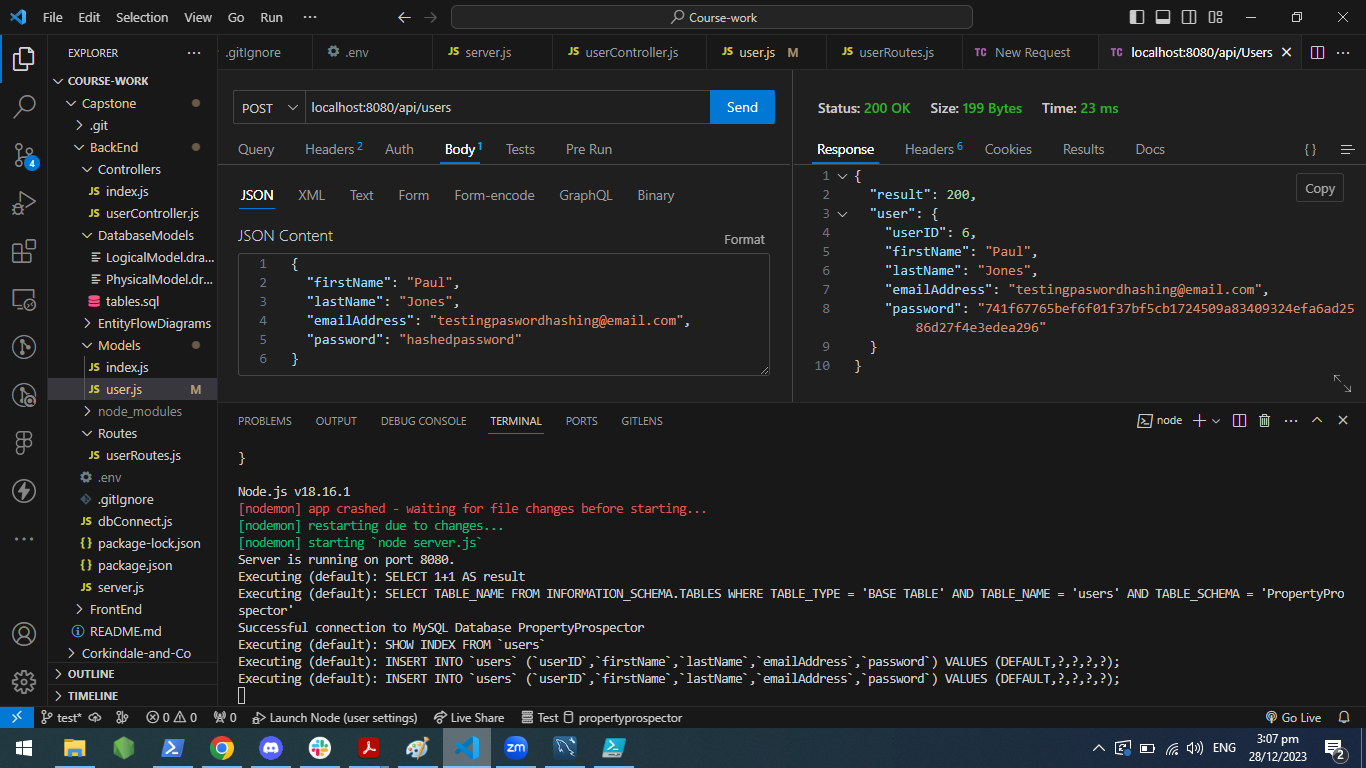 File Edit Selection View Go Run ··· Course-work
EXPLORER ···
COURSE-WORK
Capstone
.git
BackEnd
Controllers
index.js
userController.js
DatabaseModels
LogicalModel.dra...
PhysicalModel.dr...
tables.sql
EntityFlowDiagrams
Models
index.js
user.js M
node_modules
Routes
userRoutes.js
.env
.gitIgnore
dbConnect.js
package-lock.json
package.json
server.js
FrontEnd
README.md
Corkindale-and-Co
OUTLINE
TIMELINE
4
.gitIgnore .env JS server.js JS userController.js JS user.js M JS userRoutes.js TC New Request TC localhost:8080/api/Users
POST localhost:8080/api/users Send
Query Headers 2 Auth Body 1 Tests Pre Run
JSON XML Text Form Form-encode GraphQL Binary
JSON Content
Format
1 {
2 "firstName": "Paul",
3 "lastName": "Jones",
4 "emailAddress": "testingpaswordhashing@email.com",
5 "password": "hashedpassword"
6 }
Status: 200 OK Size: 199 Bytes Time: 23 ms
Response Headers 6 Cookies Results Docs { }
Copy
1 {
2 "result": 200,
3 "user": {
4 "userID": 6,
5 "firstName": "Paul",
6 "lastName": "Jones",
7 "emailAddress": "testingpaswordhashing@email.com",
8 "password": "741f67765bef6f01f37bf5cb1724509a83409324efa6ad25
86d27f4e3edea296"
9 }
10 }
PROBLEMS OUTPUT DEBUG CONSOLE TERMINAL PORTS GITLENS node
}
Node.js v18.16.1
[nodemon] app crashed - waiting for file changes before starting...
[nodemon] restarting due to changes...
[nodemon] starting `node server.js`
Server is running on port 8080.
Executing (default): SELECT 1+1 AS result
Executing (default): SELECT TABLE_NAME FROM INFORMATION_SCHEMA.TABLES WHERE TABLE_TYPE = 'BASE TABLE' AND TABLE_NAME = 'users' AND TABLE_SCHEMA = 'PropertyPro
spector'
Successful connection to MySQL Database PropertyProspector
Executing (default): SHOW INDEX FROM `users`
Executing (default): INSERT INTO `users` (`userID`,`firstName`,`lastName`,`emailAddress`,`password`) VALUES (DEFAULT,?,?,?,?);
Executing (default): INSERT INTO `users` (`userID`,`firstName`,`lastName`,`emailAddress`,`password`) VALUES (DEFAULT,?,?,?,?);
test* 0 0 0 Launch Node (user settings) Live Share Test propertyprospector Go Live
zm ENG 3:07 pm
28/12/2023 2